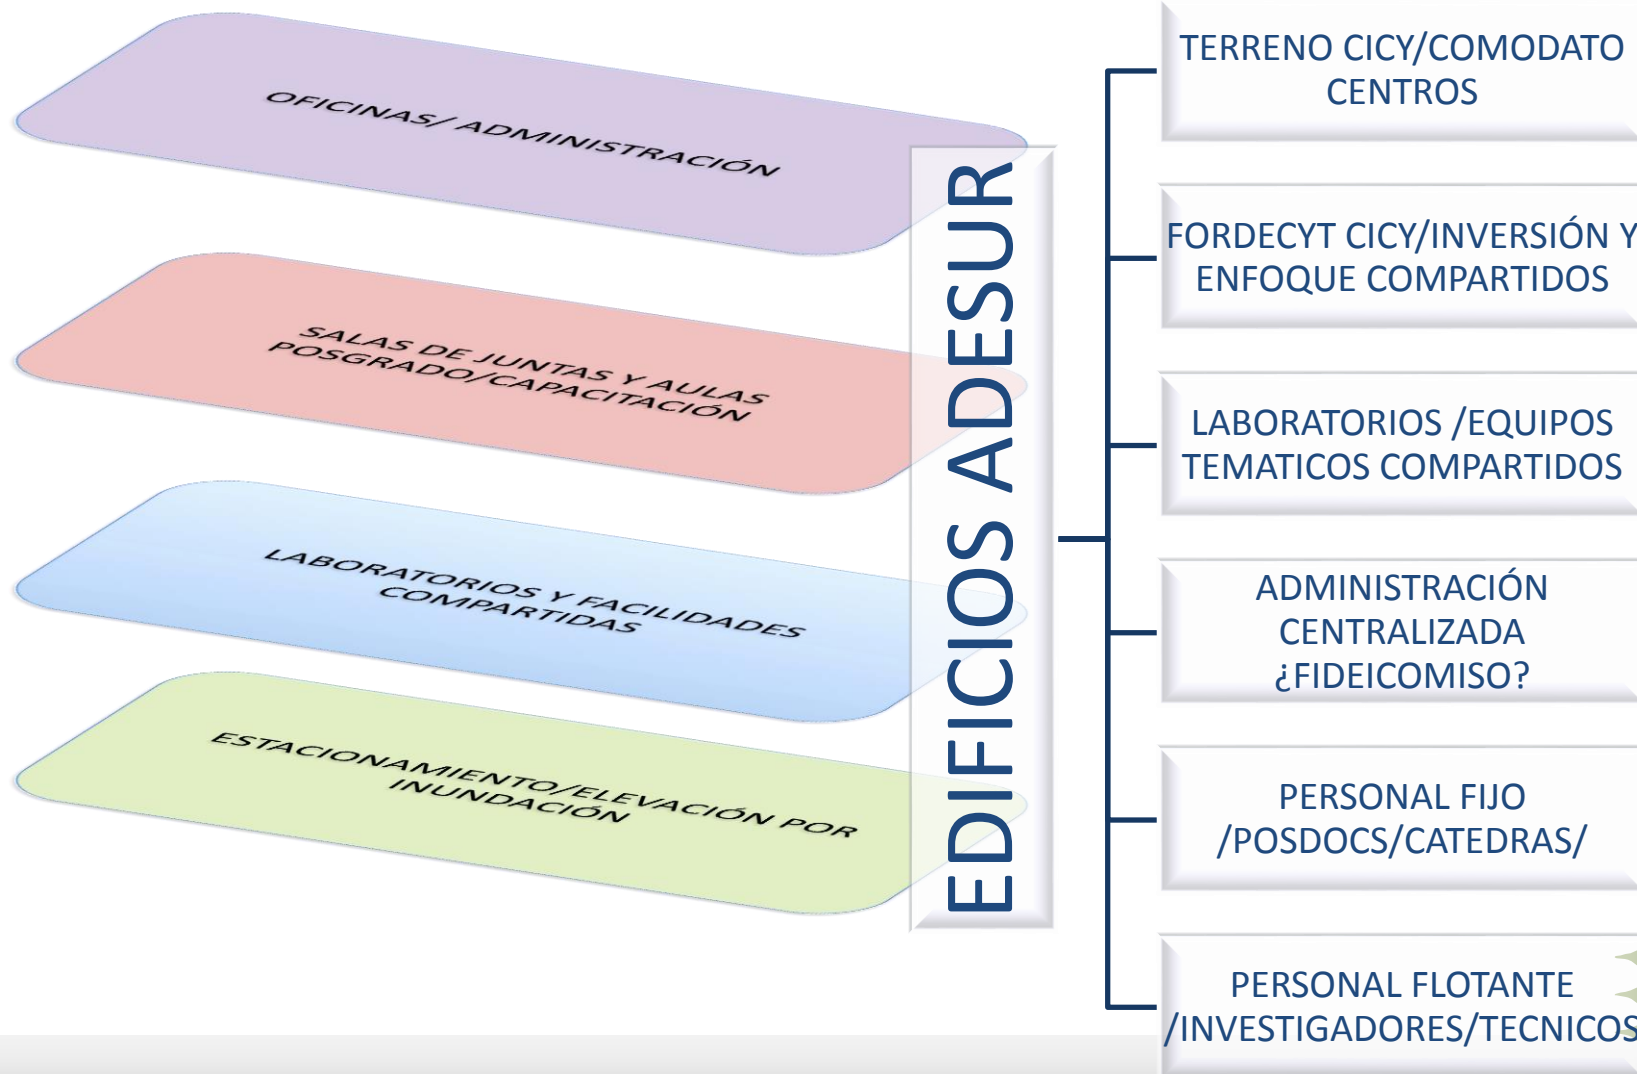 OFICINAS/ ADMINISTRACIÓN
SALAS DE JUNTAS Y AULAS
POSGRADO/CAPACITACIÓN
LABORATORIOS Y FACILIDADES
COMPARTIDAS
ESTACIONAMIENTO/ELEVACIÓN POR
INUNDACIÓN
EDIFICIOS ADESUR
TERRENO CICY/COMODATO
CENTROS
FORDECYT CICY/INVERSIÓN Y
ENFOQUE COMPARTIDOS
LABORATORIOS /EQUIPOS
TEMATICOS COMPARTIDOS
ADMINISTRACIÓN
CENTRALIZADA
¿FIDEICOMISO?
PERSONAL FIJO
/POSDOCS/CATEDRAS/
PERSONAL FLOTANTE
/INVESTIGADORES/TECNICOS